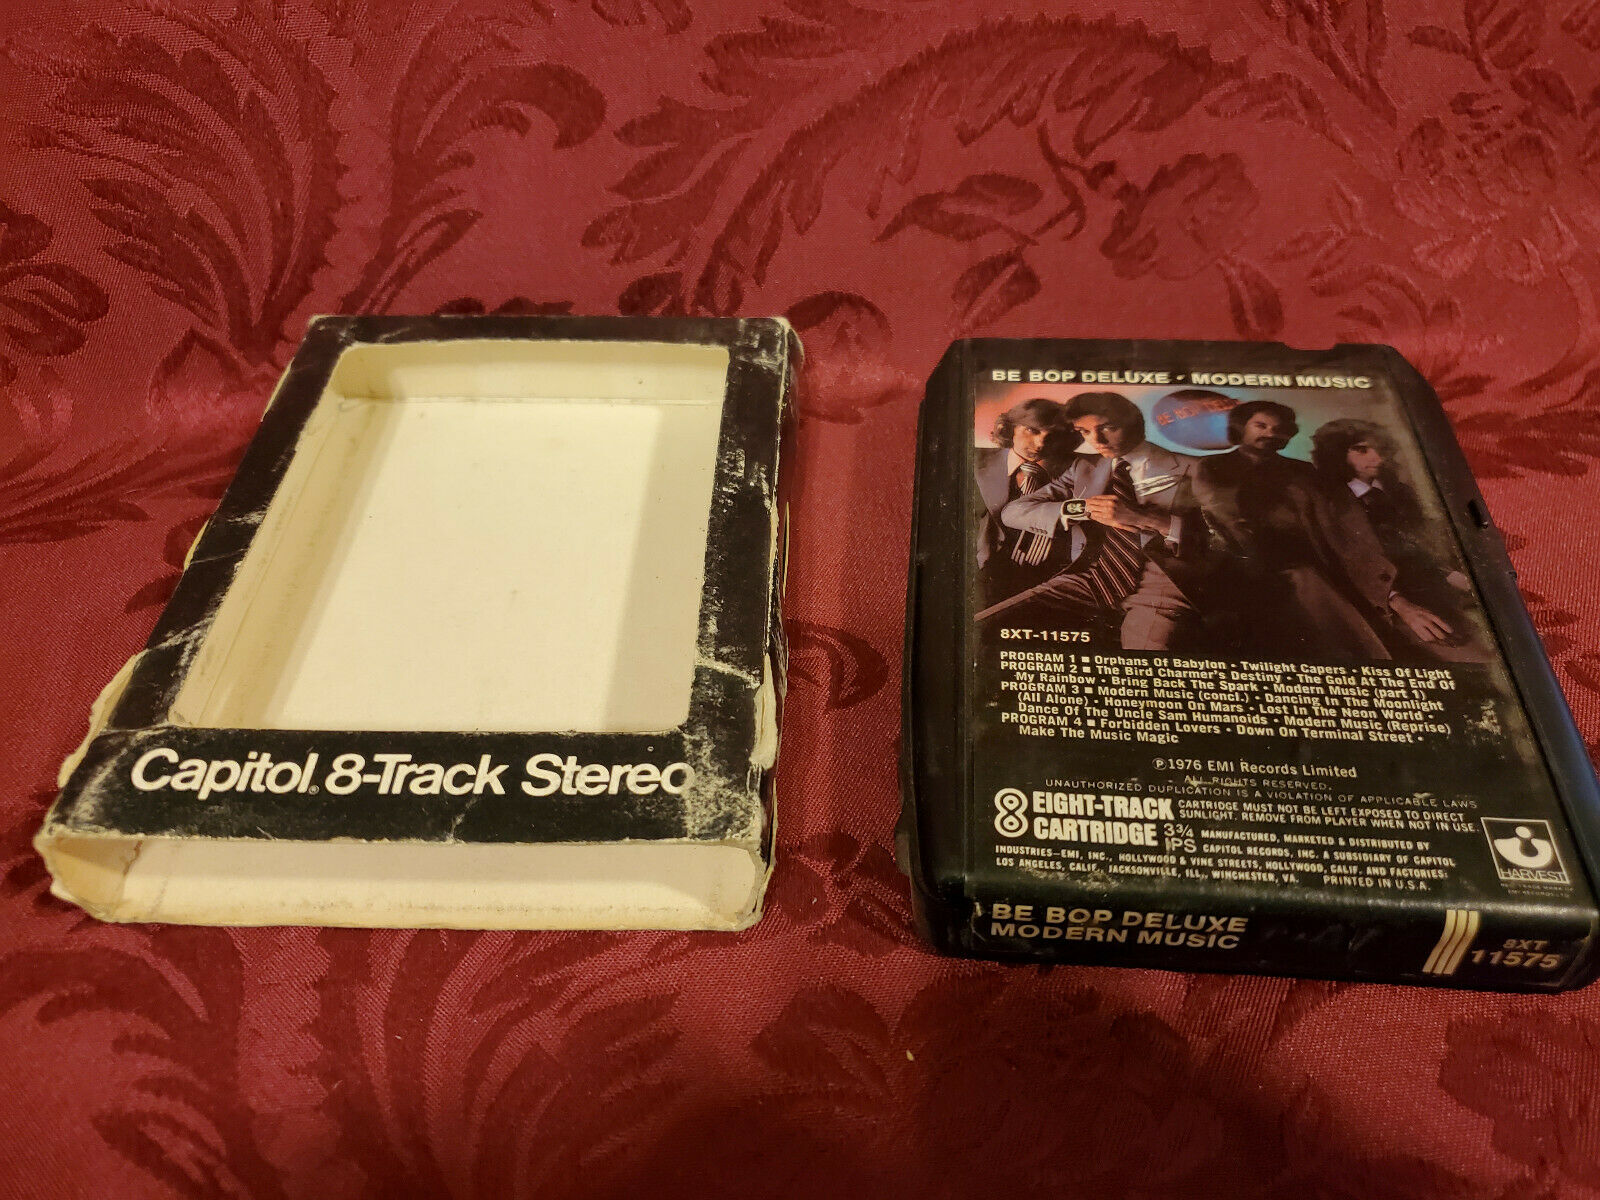 Capitol® 8-Track Stereo
BE BOP DELUXE • MODERN MUSIC
8XT-11575
PROGRAM 1 ■ Orphans Of Babylon • Twilight Capers • Kiss Of Light
PROGRAM 2 ■ The Bird Charmer's Destiny • The Gold At The End Of
My Rainbow • Bring Back The Spark • Modern Music (part 1)
PROGRAM 3 ■ Modern Music (concl.) • Dancing In The Moonlight
(All Alone) • Honeymoon On Mars • Lost In The Neon World •
Dance Of The Uncle Sam Humanoids • Modern Music (Reprise)
PROGRAM 4 ■ Forbidden Lovers • Down On Terminal Street •
Make The Music Magic
℗1976 EMI Records Limited
ALL RIGHTS RESERVED.
UNAUTHORIZED DUPLICATION IS A VIOLATION OF APPLICABLE LAWS
8 EIGHT-TRACK CARTRIDGE 3¾ IPS
CARTRIDGE MUST NOT BE LEFT EXPOSED TO DIRECT
SUNLIGHT. REMOVE FROM PLAYER WHEN NOT IN USE.
MANUFACTURED, MARKETED & DISTRIBUTED BY
CAPITOL RECORDS, INC. A SUBSIDIARY OF CAPITOL
INDUSTRIES-EMI, INC., HOLLYWOOD & VINE STREETS, HOLLYWOOD, CALIF. AND FACTORIES:
LOS ANGELES, CALIF., JACKSONVILLE, ILL., WINCHESTER, VA. PRINTED IN U.S.A.
HARVEST
BE BOP DELUXE
MODERN MUSIC
8XT
11575